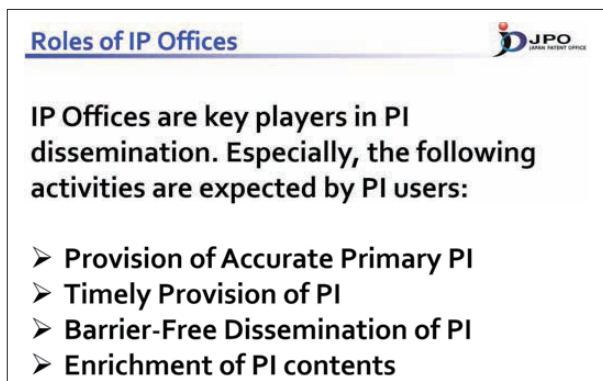 Roles of IP Offices
JPO
JAPAN PATENT OFFICE
IP Offices are key players in PI
dissemination. Especially, the following
activities are expected by PI users:
➢ Provision of Accurate Primary PI
➢ Timely Provision of PI
➢ Barrier-Free Dissemination of PI
➢ Enrichment of PI contents